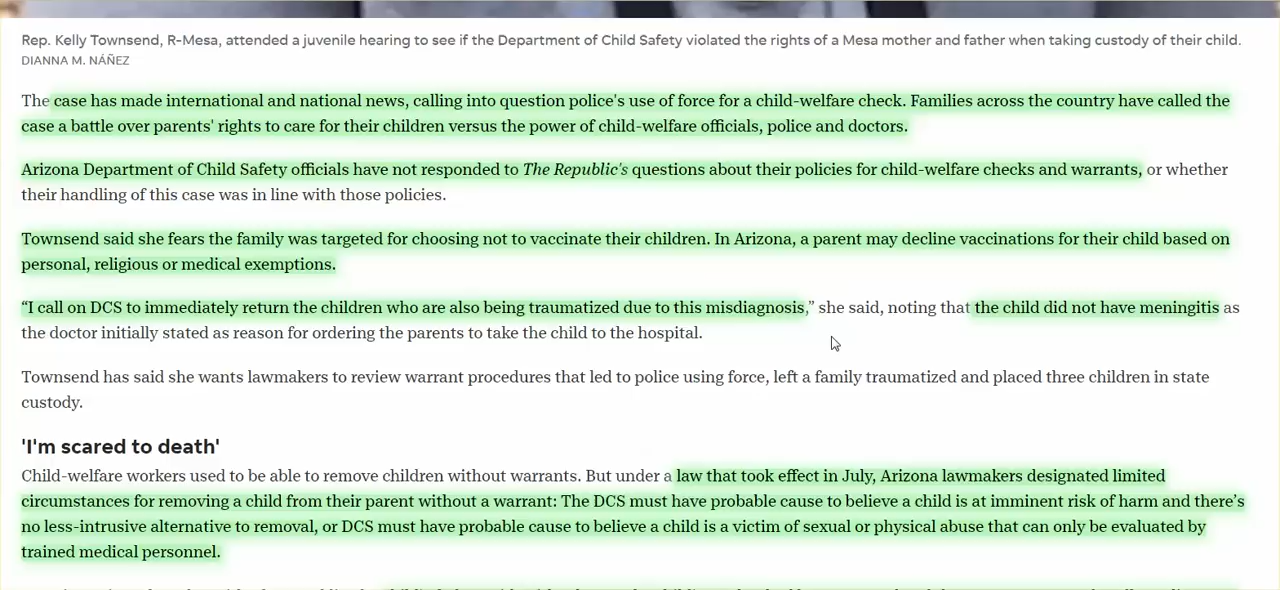 Rep. Kelly Townsend, R-Mesa, attended a juvenile hearing to see if the Department of Child Safety violated the rights of a Mesa mother and father when taking custody of their child.
DIANNA M. NÁÑEZ
The case has made international and national news, calling into question police's use of force for a child-welfare check. Families across the country have called the
case a battle over parents' rights to care for their children versus the power of child-welfare officials, police and doctors.
Arizona Department of Child Safety officials have not responded to The Republic's questions about their policies for child-welfare checks and warrants, or whether
their handling of this case was in line with those policies.
Townsend said she fears the family was targeted for choosing not to vaccinate their children. In Arizona, a parent may decline vaccinations for their child based on
personal, religious or medical exemptions.
“I call on DCS to immediately return the children who are also being traumatized due to this misdiagnosis,” she said, noting that the child did not have meningitis as
the doctor initially stated as reason for ordering the parents to take the child to the hospital.
Townsend has said she wants lawmakers to review warrant procedures that led to police using force, left a family traumatized and placed three children in state
custody.
'I'm scared to death'
Child-welfare workers used to be able to remove children without warrants. But under a law that took effect in July, Arizona lawmakers designated limited
circumstances for removing a child from their parent without a warrant: The DCS must have probable cause to believe a child is at imminent risk of harm and there’s
no less-intrusive alternative to removal, or DCS must have probable cause to believe a child is a victim of sexual or physical abuse that can only be evaluated by
trained medical personnel.